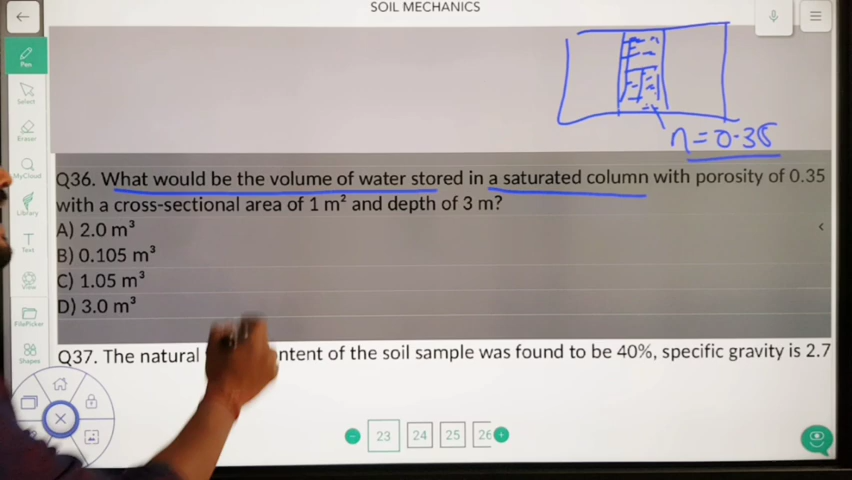 SOIL MECHANICS
Pen
Select
Eraser
MyCloud
Library
Text
View
FilePicker
Shapes
n=0.35
Q36. What would be the volume of water stored in a saturated column with porosity of 0.35
with a cross-sectional area of 1 m² and depth of 3 m?
A) 2.0 m³
B) 0.105 m³
C) 1.05 m³
D) 3.0 m³
Q37. The natural ntent of the soil sample was found to be 40%, specific gravity is 2.7
23 24 25 26